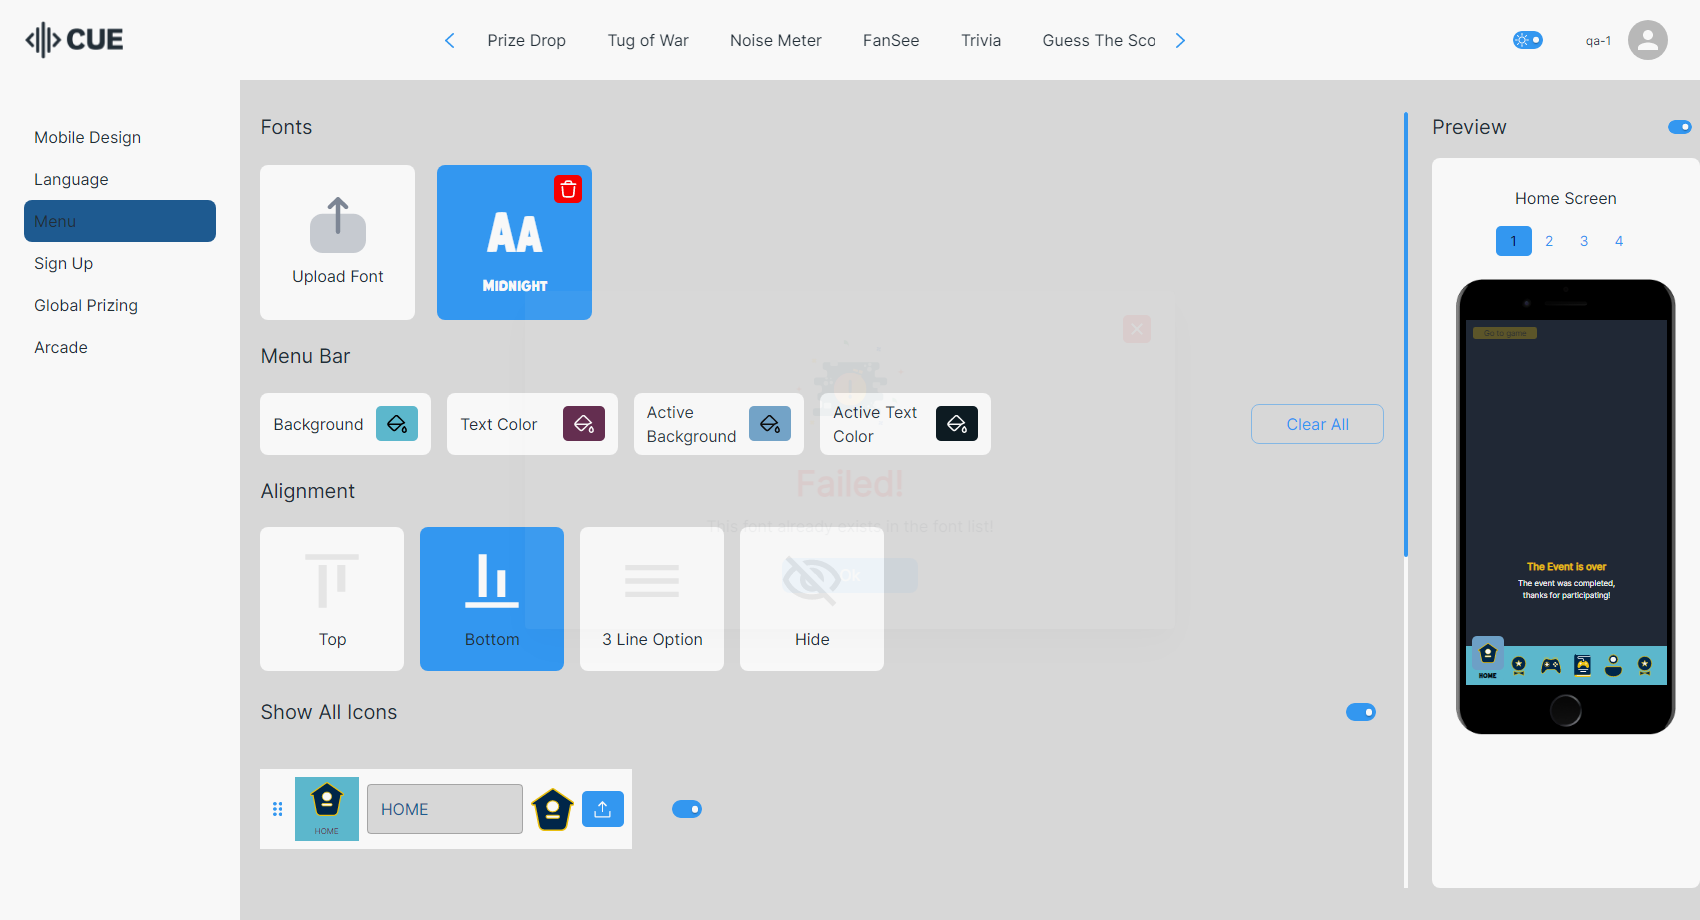 CUE
Prize Drop
Tug of War
Noise Meter
FanSee
Trivia
Guess The Sco
qa-1
Mobile Design
Language
Menu
Sign Up
Global Prizing
Arcade
Fonts
Upload Font
AA
MIDNIGHT
Menu Bar
Background
Text Color
Active
Background
Active Text
Color
Clear All
Failed!
This font already exists in the font list!
Ok
Alignment
Top
Bottom
3 Line Option
Hide
Show All Icons
HOME
HOME
Preview
Home Screen
1 2 3 4
Go to game
The Event is over
The event was completed,
thanks for participating!
HOME